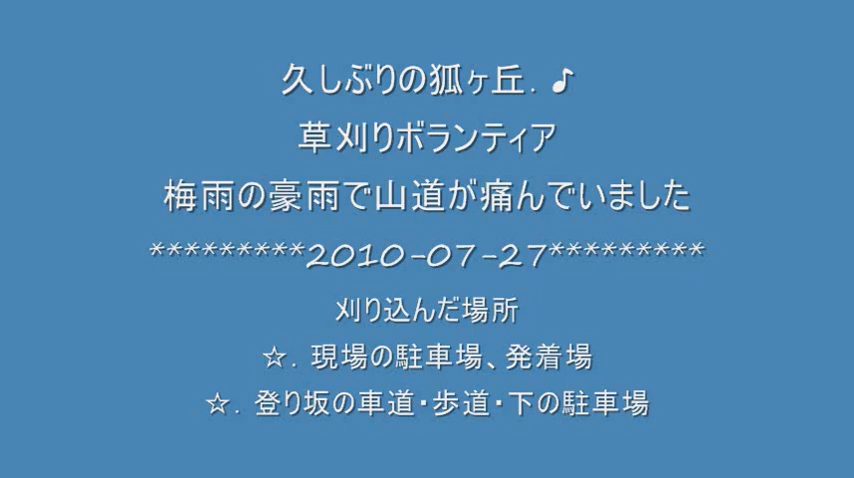 久しぶりの狐ヶ丘.♪
草刈りボランティア
梅雨の豪雨で山道が痛んでいました
*********2010-07-27*********
刈り込んだ場所
☆. 現場の駐車場、発着場
☆. 登り坂の車道・歩道・下の駐車場